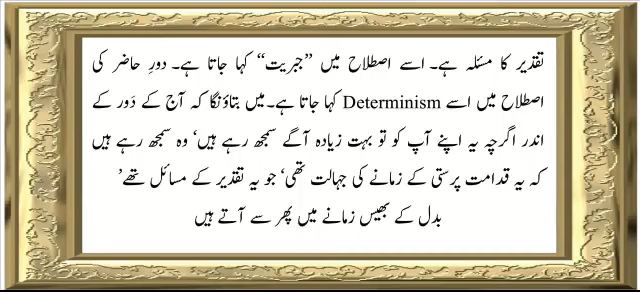 تقدیر کا مسئلہ ہے۔ اسے اصطلاح میں ”جبریت“ کہا جاتا ہے۔ دورِ حاضر کی
اصطلاح میں اسے Determinism کہا جاتا ہے۔میں بتاؤنگا کہ آج کے دَور کے
اندر اگرچہ یہ اپنے آپ کو تو بہت زیادہ آگے سمجھ رہے ہیں‘ وہ سمجھ رہے ہیں
کہ یہ قدامت پرستی کے زمانے کی جہالت تھی‘ جو یہ تقدیر کے مسائل تھے’
بدل کے بھیس زمانے میں پھر سے آتے ہیں